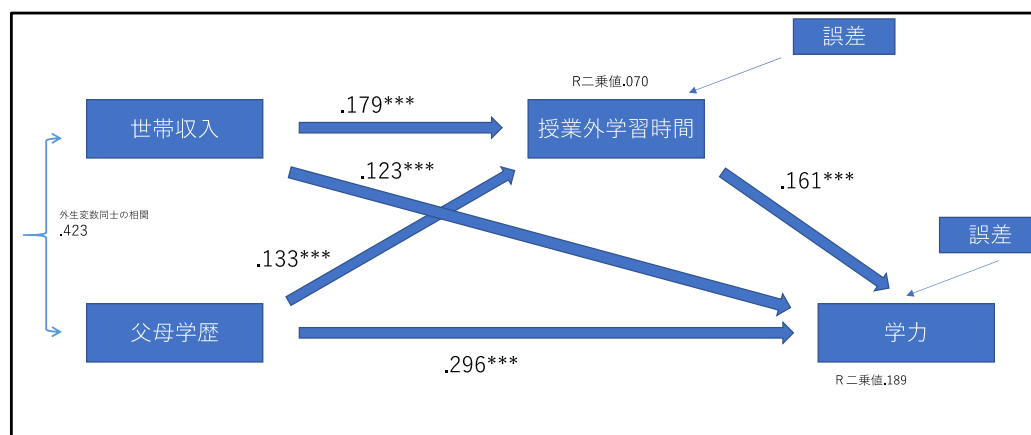 誤差
R二乗値.070
.179***
世帯収入
授業外学習時間
.123***
.161***
外生変数同士の相関
.423
誤差
.133***
父母学歴
学力
.296***
R二乗値.189